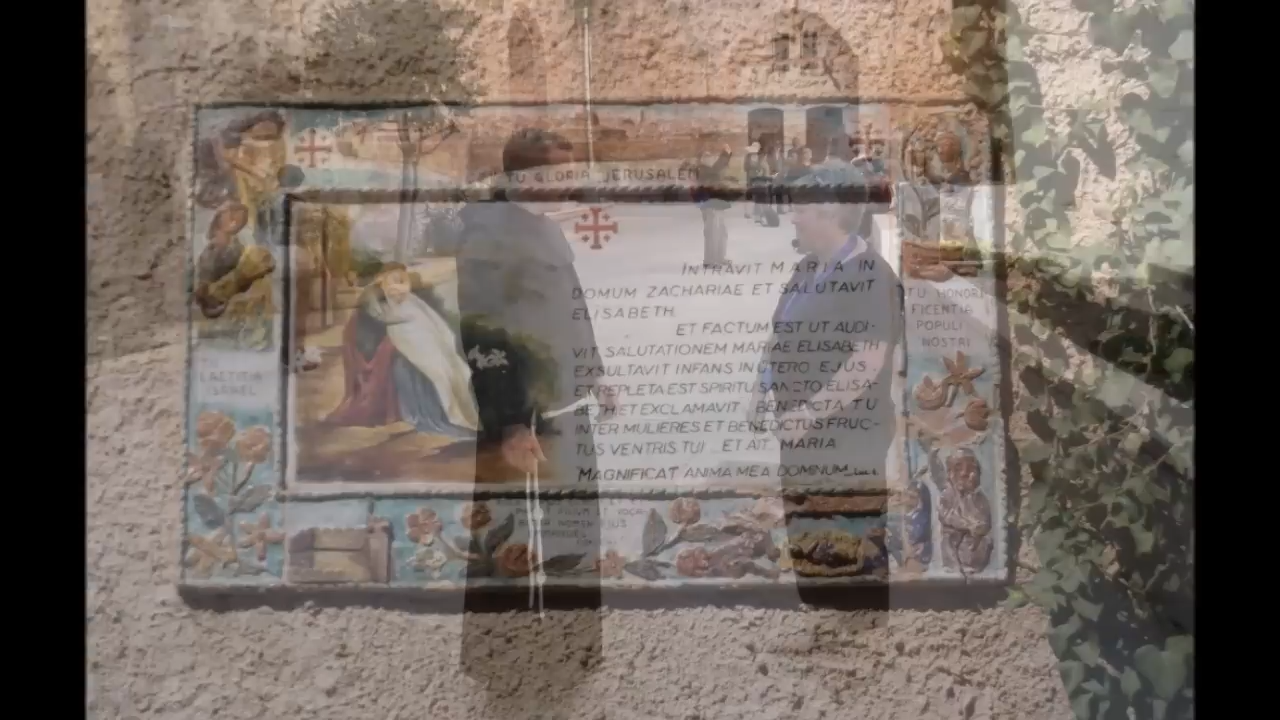 TU GLORIA JERUSALEM
INTRAVIT MARIA IN
DOMUM ZACHARIAE ET SALUTAVIT
ELISABETH.
ET FACTUM EST UT AUDI-
VIT SALUTATIONEM MARIAE ELISABETH
EXSULTAVIT INFANS IN UTERO EJUS.
ET REPLETA EST SPIRITU SANCTO ELISA-
BETH ET EXCLAMAVIT. BENEDICTA TU
INTER MULIERES ET BENEDICTUS FRUC-
TUS VENTRIS TUI... ET AIT MARIA
MAGNIFICAT ANIMA MEA DOMINUM
TU HONORI
FICENTIA
POPULI
NOSTRI
LAETITIA
ISRAEL